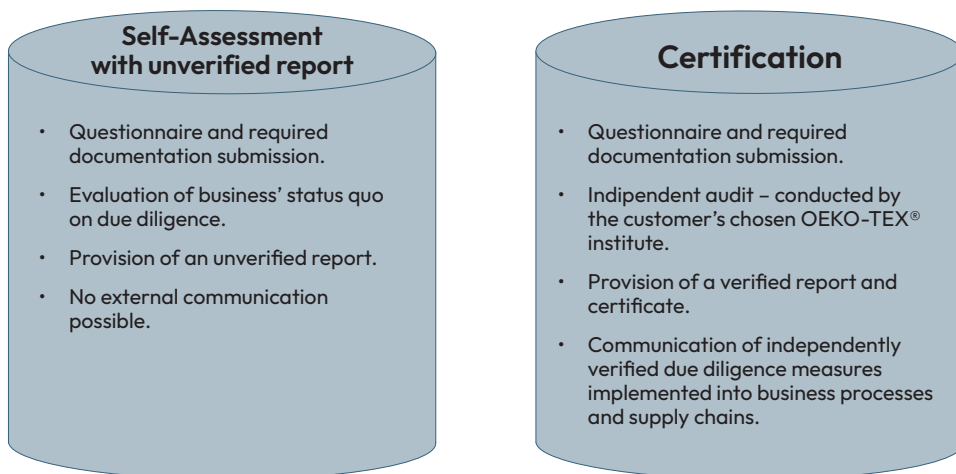 Self-Assessment
with unverified report
• Questionnaire and required
documentation submission.
• Evaluation of business' status quo
on due diligence.
• Provision of an unverified report.
• No external communication
possible.
Certification
• Questionnaire and required
documentation submission.
• Indipendent audit – conducted by
the customer's chosen OEKO-TEX®
institute.
• Provision of a verified report and
certificate.
• Communication of independently
verified due diligence measures
implemented into business processes
and supply chains.